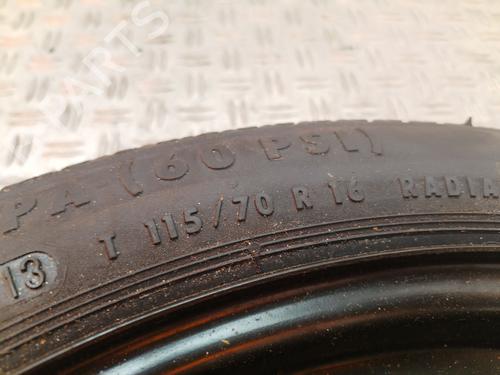 PARTS
PA (60 PSI)
13 T 115/70 R 16 RADIA